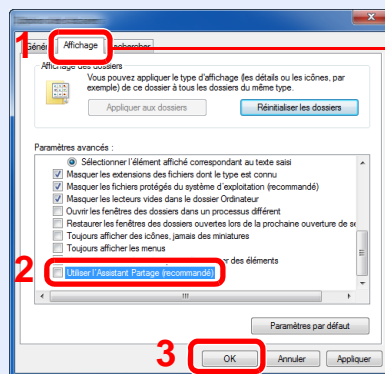 1
Affichage
Rechercher
Affichage des dossiers
Vous pouvez appliquer le type d'affichage (les détails ou les icônes, par
exemple) de ce dossier à tous les dossiers du même type.
Appliquer aux dossiers
Réinitialiser les dossiers
Paramètres avancés :
Sélectionner l'élément affiché correspondant au texte saisi
Masquer les extensions des fichiers dont le type est connu
Masquer les fichiers protégés du système d'exploitation (recommandé)
Masquer les lecteurs vides dans le dossier Ordinateur
Ouvrir les fenêtres des dossiers dans un processus différent
Restaurer les fenêtres des dossiers ouvertes lors de la prochaine ouverture de se
Toujours afficher des icônes, jamais des miniatures
Toujours afficher les menus
des éléments
2
Utiliser l'Assistant Partage (recommandé)
Paramètres par défaut
3
OK
Annuler
Appliquer